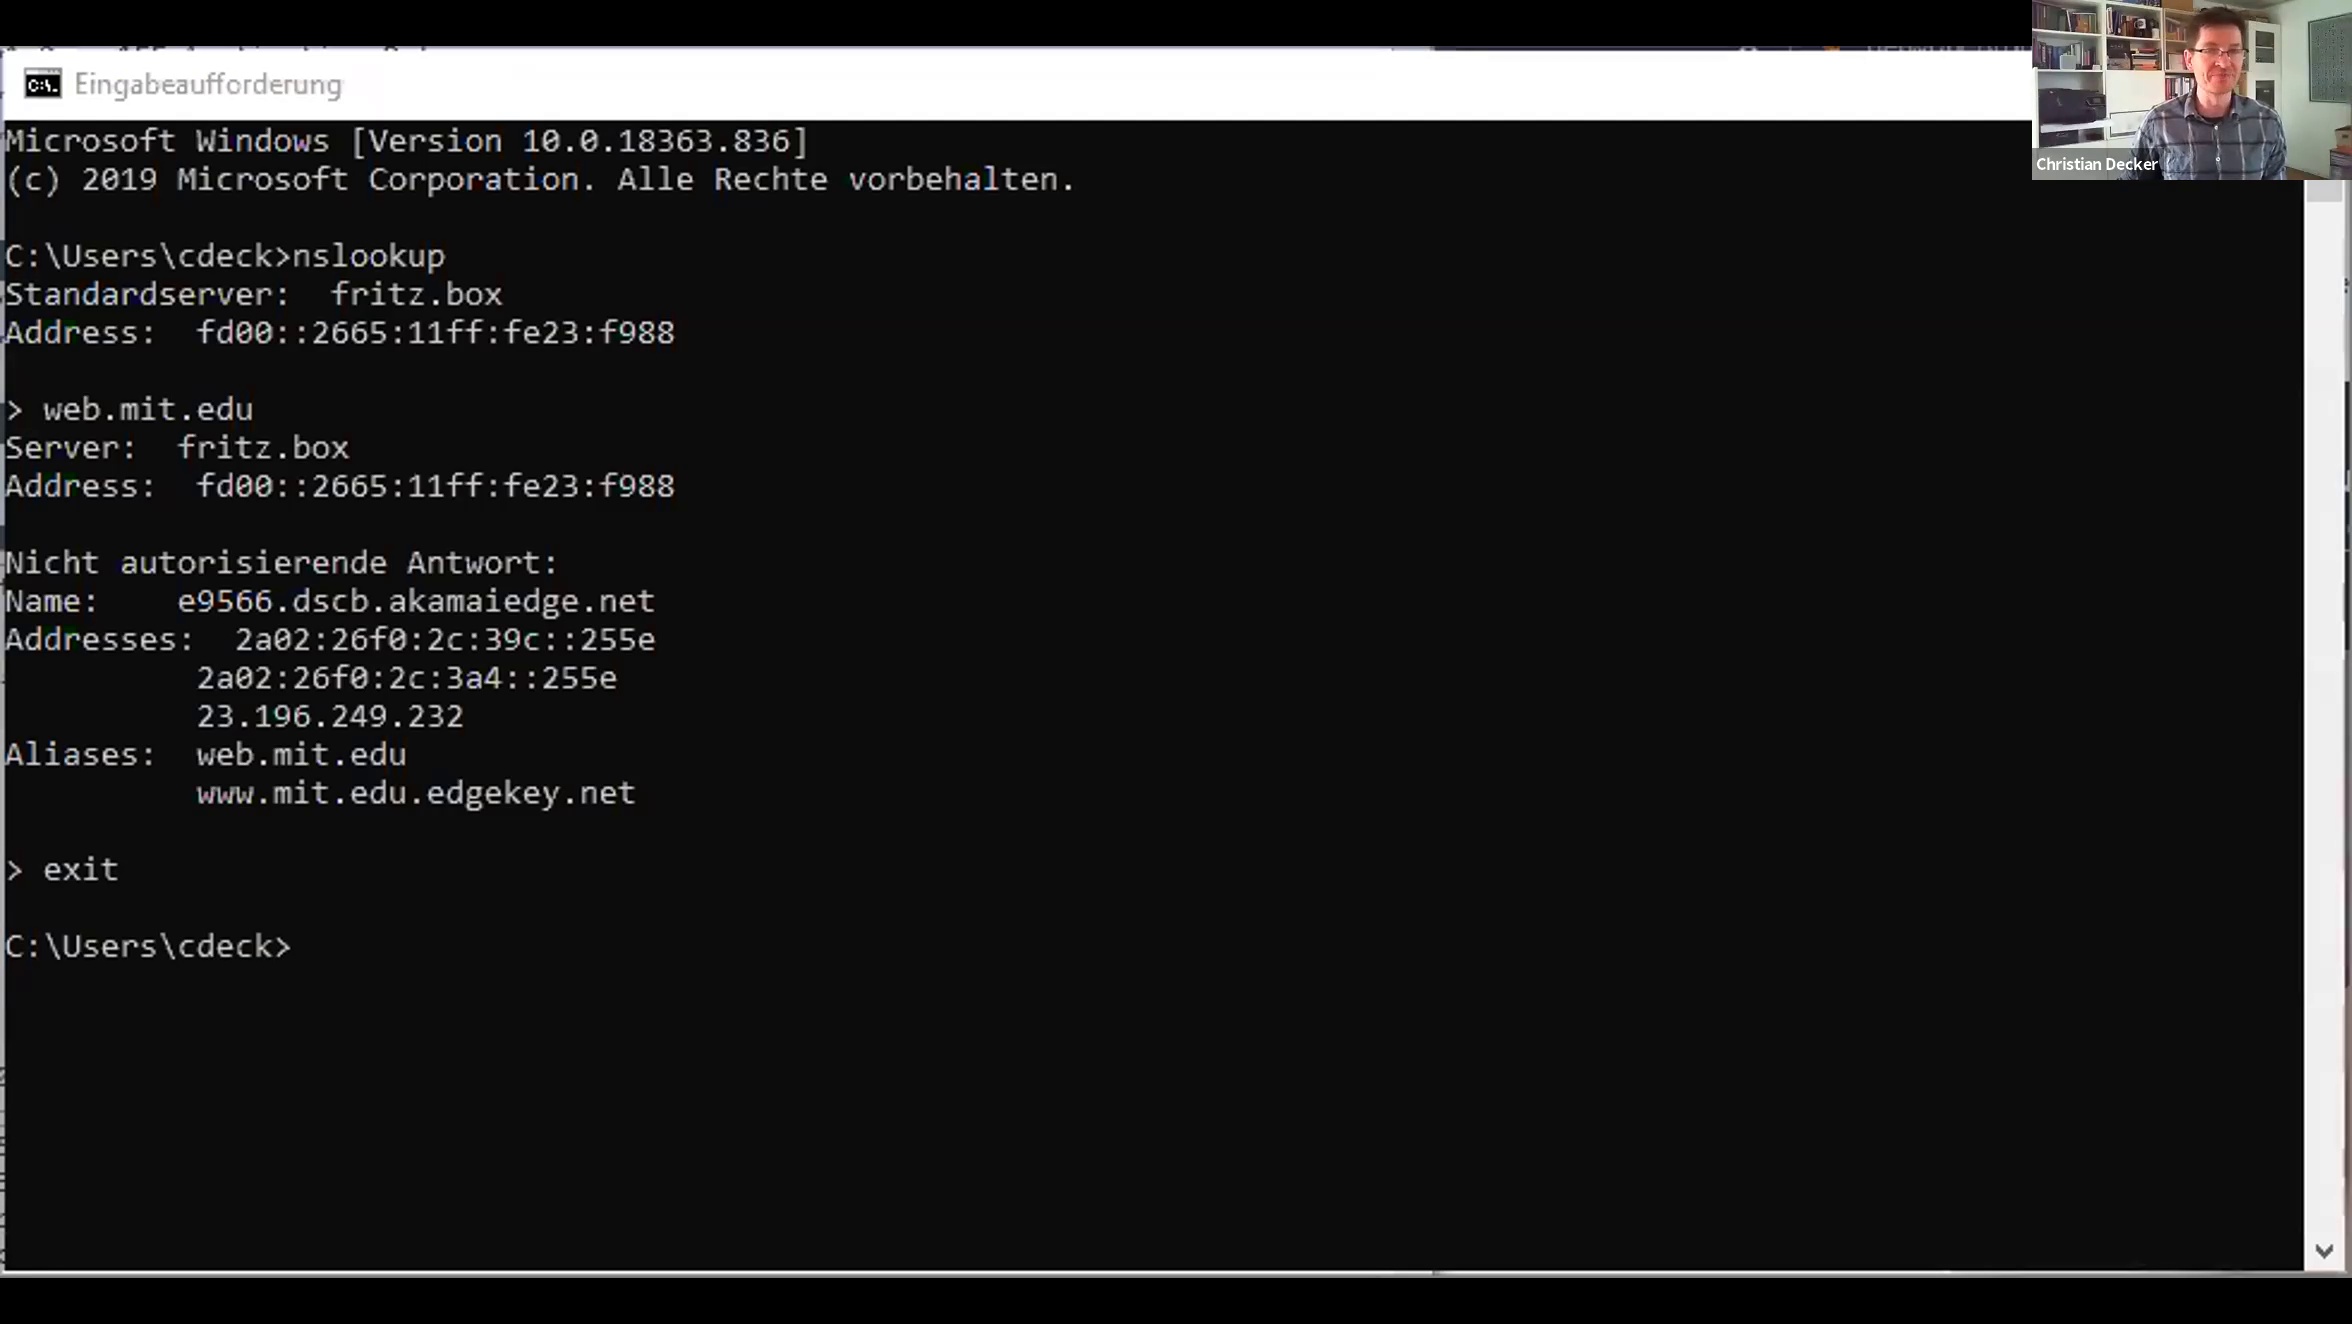 Eingabeaufforderung
Microsoft Windows [Version 10.0.18363.836]
(c) 2019 Microsoft Corporation. Alle Rechte vorbehalten.
C:\Users\cdeck>nslookup
Standardserver:  fritz.box
Address:  fd00::2665:11ff:fe23:f988
> web.mit.edu
Server:  fritz.box
Address:  fd00::2665:11ff:fe23:f988
Nicht autorisierende Antwort:
Name:    e9566.dscb.akamaiedge.net
Addresses:  2a02:26f0:2c:39c::255e
2a02:26f0:2c:3a4::255e
23.196.249.232
Aliases:  web.mit.edu
www.mit.edu.edgekey.net
> exit
C:\Users\cdeck>
Christian Decker